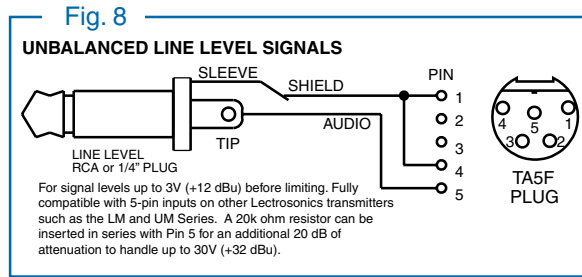 Fig. 8
UNBALANCED LINE LEVEL SIGNALS
SLEEVE
SHIELD
PIN
1
2
3
4
5
AUDIO
TIP
LINE LEVEL
RCA or 1/4" PLUG
4
5
1
3
2
TA5F
PLUG
For signal levels up to 3V (+12 dBu) before limiting. Fully
compatible with 5-pin inputs on other Lectrosonics transmitters
such as the LM and UM Series. A 20k ohm resistor can be
inserted in series with Pin 5 for an additional 20 dB of
attenuation to handle up to 30V (+32 dBu).